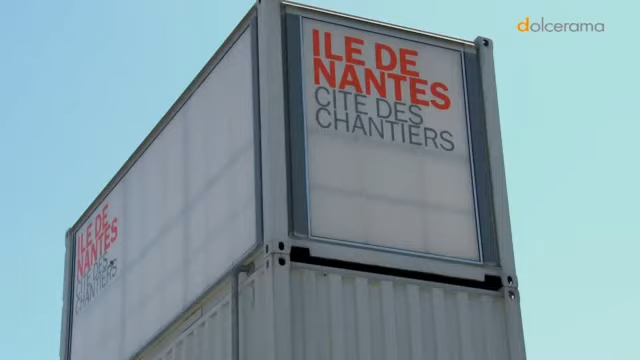 dolcerama
ILE DE
NANTES
CITE DES
CHANTIERS
ILE DE
NANTES
CITE DES
CHANTIERS